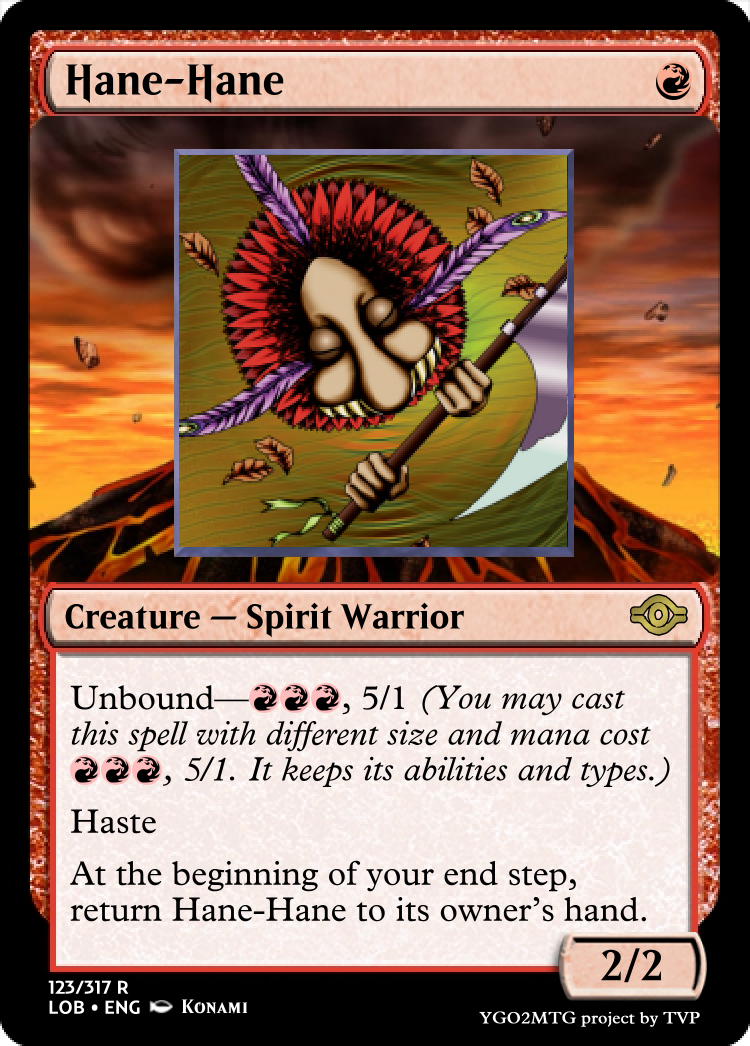 Hane-Hane
Creature — Spirit Warrior
Unbound—, 5/1 (You may cast
this spell with different size and mana cost
, 5/1. It keeps its abilities and types.)
Haste
At the beginning of your end step,
return Hane-Hane to its owner's hand.
2/2
123/317 R
LOB • ENG KONAMI
YGO2MTG project by TVP